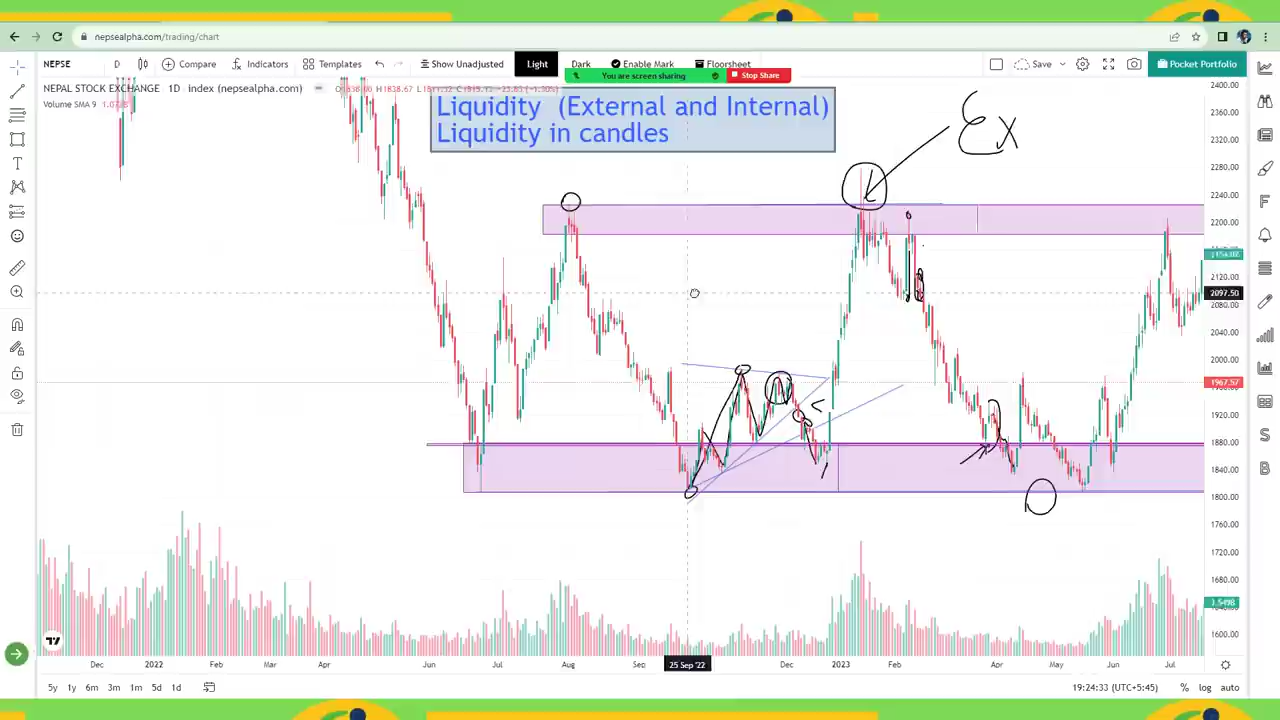 nepsealpha.com/trading/chart
NEPSE D Compare Indicators Templates Show Unadjusted Light Dark Enable Mark Floorsheet Save Pocket Portfolio
You are screen sharing Stop Share
NEPAL STOCK EXCHANGE 1D index (nepsealpha.com)
Volume SMA 9
Liquidity (External and Internal)
Liquidity in candles
Ex
2400.00
2360.00
2320.00
2280.00
2240.00
2200.00
2120.00
2097.50
2080.00
2040.00
2000.00
1967.57
1920.00
1880.00
1840.00
1800.00
1760.00
1720.00
1680.00
1640.00
1600.00
F
S
B
Dec 2022 Feb Mar Apr Jun Jul Aug Sep 25 Sep '22 Dec 2023 Feb Apr May Jun Jul
5y 1y 6m 3m 1m 5d 1d 19:24:33 (UTC+5:45) % log auto